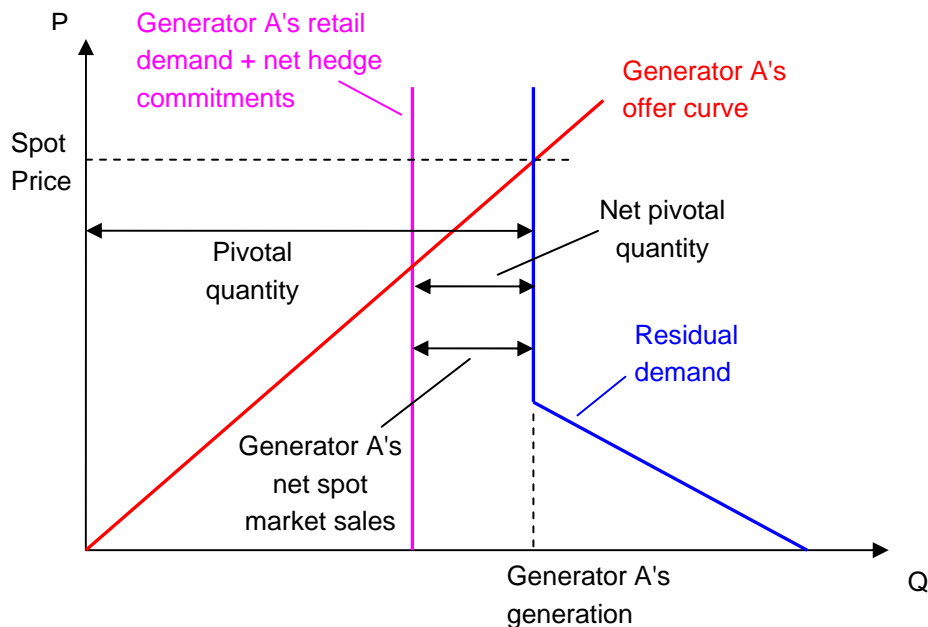 P
Generator A's retail
demand + net hedge
commitments
Generator A's
offer curve
Spot
Price
Net pivotal
quantity
Pivotal
quantity
Residual
demand
Generator A's
net spot
market sales
Generator A's
generation
Q